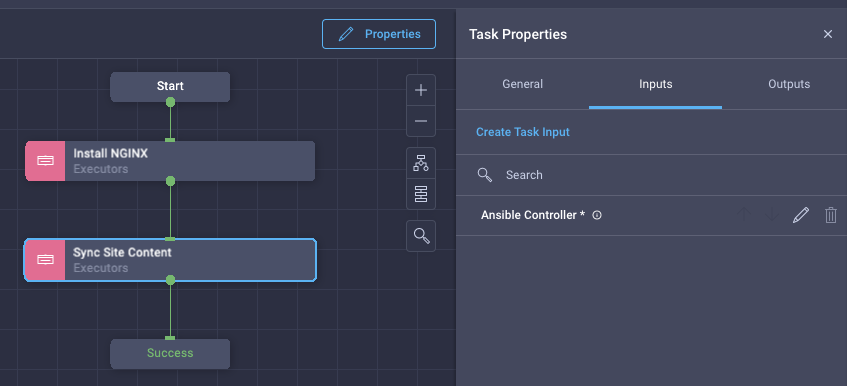 Properties
Start
Install NGINX
Executors
Sync Site Content
Executors
Success
Task Properties
General
Inputs
Outputs
Create Task Input
Search
Ansible Controller *